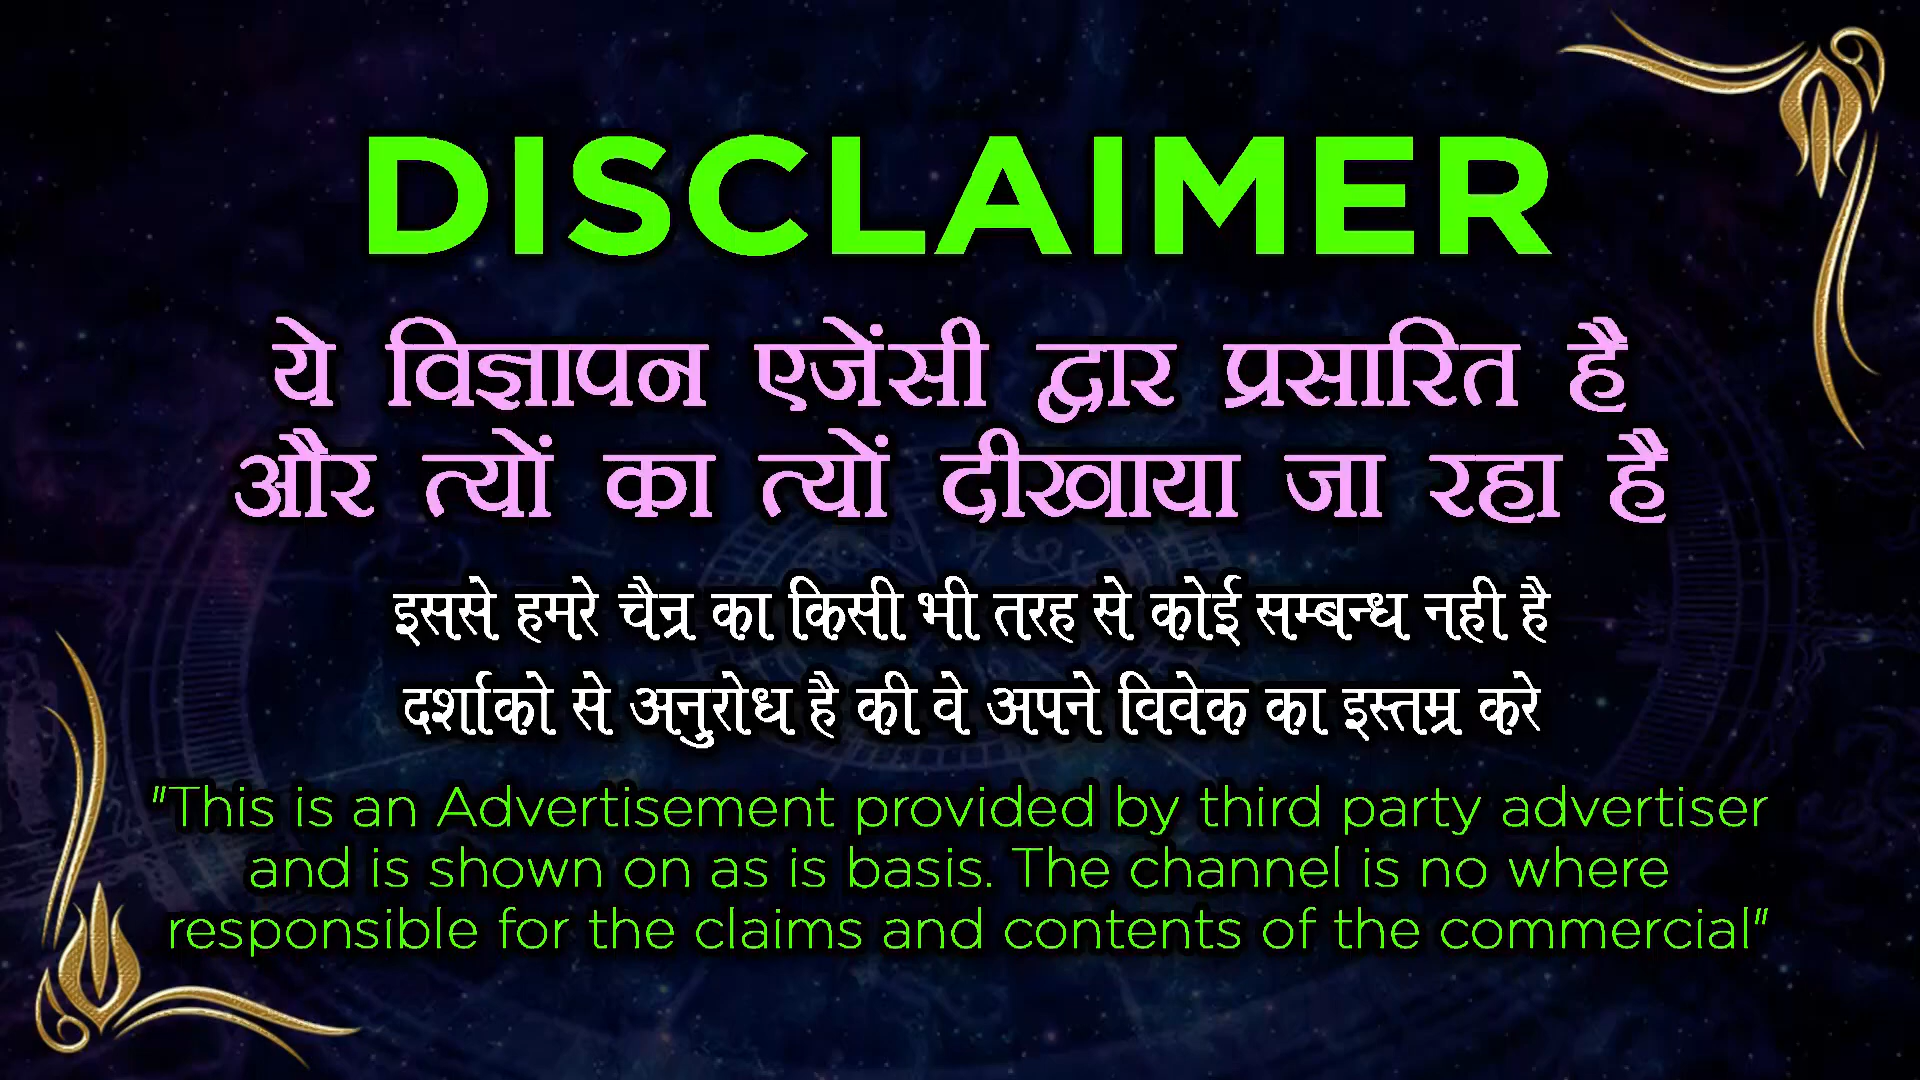 DISCLAIMER
ये विज्ञापन एजेंसी द्वार प्रसारित है
और त्यों का त्यों दीखाया जा रहा है
इससे हमरे चैन्र का किसी भी तरह से कोई सम्बन्ध नही है
दर्शाको से अनुरोध है की वे अपने विवेक का इस्तम्र करे
"This is an Advertisement provided by third party advertiser
and is shown on as is basis. The channel is no where
responsible for the claims and contents of the commercial"